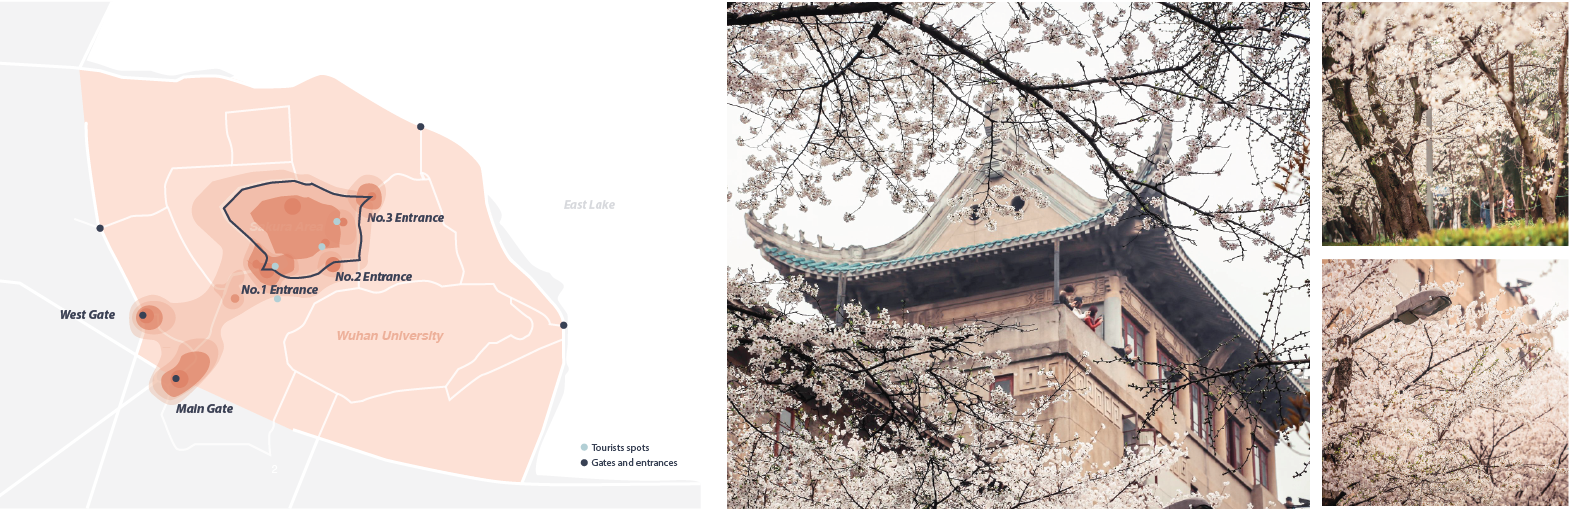 East Lake
No.3 Entrance
No.2 Entrance
No.1 Entrance
West Gate
Wuhan University
Main Gate
Tourists spots
Gates and entrances
2